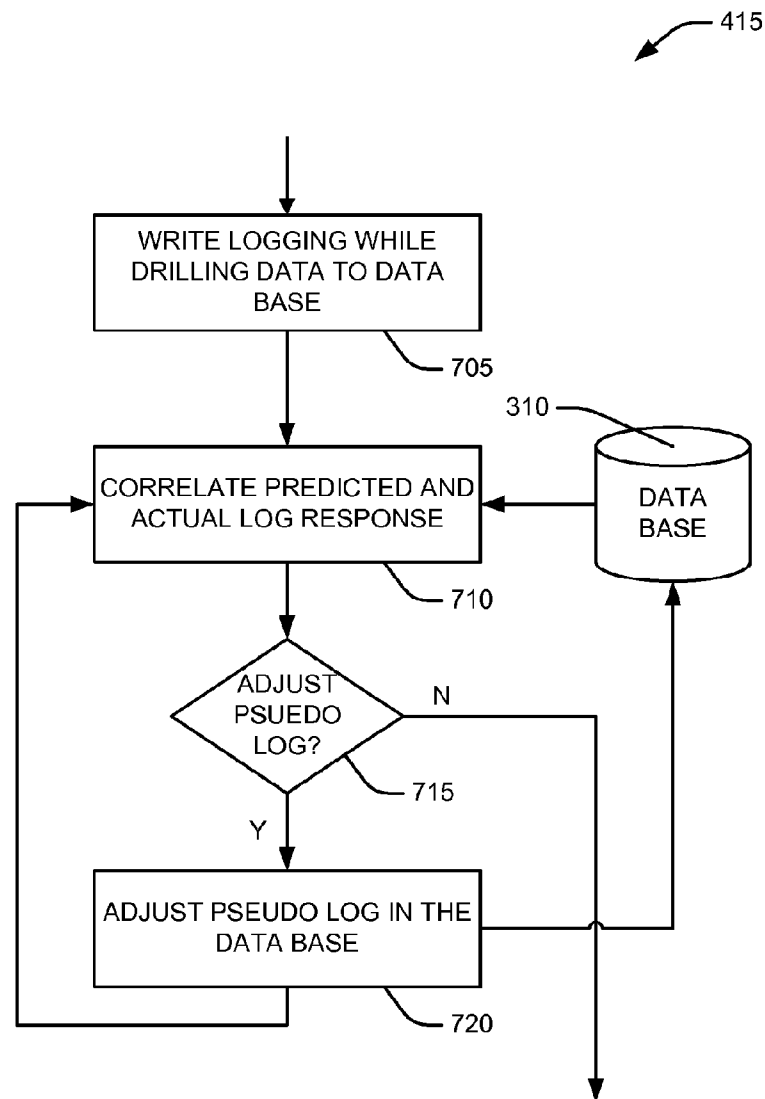 415
WRITE LOGGING WHILE
DRILLING DATA TO DATA
BASE
705
310
CORRELATE PREDICTED AND
ACTUAL LOG RESPONSE
DATA
BASE
710
ADJUST
PSUEDO
LOG?
N
715
Y
ADJUST PSEUDO LOG IN THE
DATA BASE
720